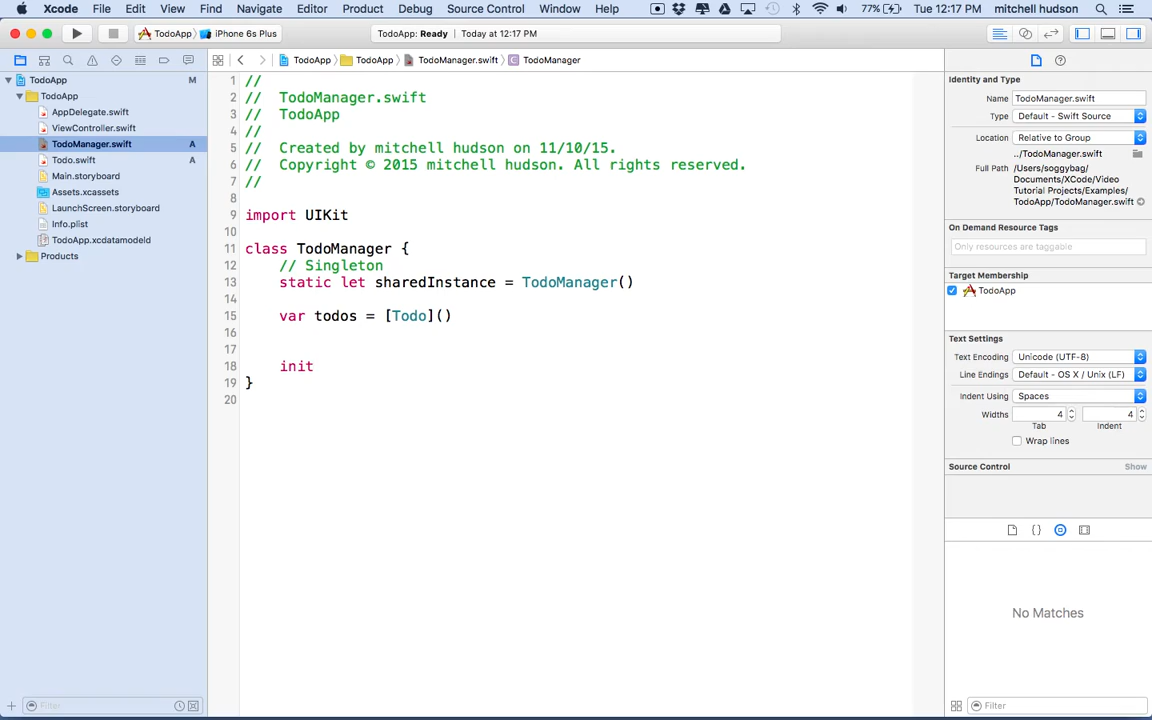 Xcode File Edit View Find Navigate Editor Product Debug Source Control Window Help 77% Tue 12:17 PM mitchell hudson
TodoApp iPhone 6s Plus TodoApp: Ready Today at 12:17 PM
TodoApp TodoApp TodoManager.swift C TodoManager
TodoApp M
TodoApp
AppDelegate.swift
ViewController.swift
TodoManager.swift A
Todo.swift A
Main.storyboard
Assets.xcassets
LaunchScreen.storyboard
Info.plist
TodoApp.xcdatamodeld
Products
Filter
1 //
2 // TodoManager.swift
3 // TodoApp
4 //
5 // Created by mitchell hudson on 11/10/15.
6 // Copyright © 2015 mitchell hudson. All rights reserved.
7 //
8
9 import UIKit
10
11 class TodoManager {
12 // Singleton
13 static let sharedInstance = TodoManager()
14
15 var todos = [Todo]()
16
17
18 init
19 }
20
Identity and Type
Name TodoManager.swift
Type Default - Swift Source
Location Relative to Group
../TodoManager.swift
Full Path /Users/soggybag/
Documents/XCode/Video
Tutorial Projects/Examples/
TodoApp/TodoManager.swift
On Demand Resource Tags
Only resources are taggable
Target Membership
TodoApp
Text Settings
Text Encoding Unicode (UTF-8)
Line Endings Default - OS X / Unix (LF)
Indent Using Spaces
Widths 4 4
Tab Indent
Wrap lines
Source Control Show
{ }
No Matches
Filter